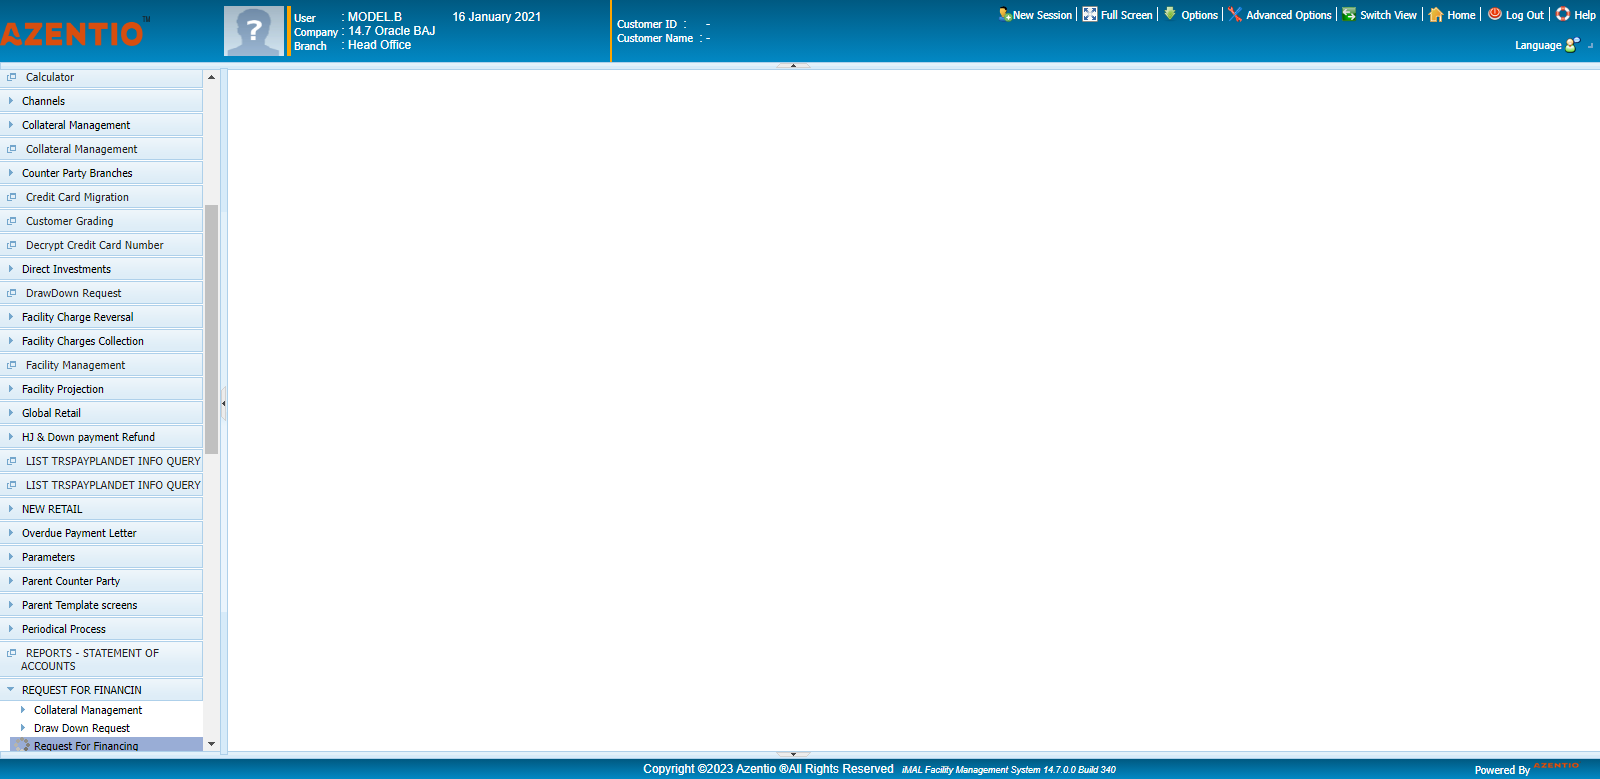 AZENTIO™
User : MODEL.B 16 January 2021
Company : 14.7 Oracle BAJ
Branch : Head Office
Customer ID : -
Customer Name : -
New Session Full Screen Options Advanced Options Switch View Home Log Out Help
Language
Calculator
Channels
Collateral Management
Collateral Management
Counter Party Branches
Credit Card Migration
Customer Grading
Decrypt Credit Card Number
Direct Investments
DrawDown Request
Facility Charge Reversal
Facility Charges Collection
Facility Management
Facility Projection
Global Retail
HJ & Down payment Refund
LIST TRSPAYPLANDET INFO QUERY
LIST TRSPAYPLANDET INFO QUERY
NEW RETAIL
Overdue Payment Letter
Parameters
Parent Counter Party
Parent Template screens
Periodical Process
REPORTS - STATEMENT OF
ACCOUNTS
REQUEST FOR FINANCIN
Collateral Management
Draw Down Request
Request For Financing
Copyright ©2023 Azentio ®All Rights Reserved iMAL Facility Management System 14.7.0.0 Build 340
Powered By AZENTIO